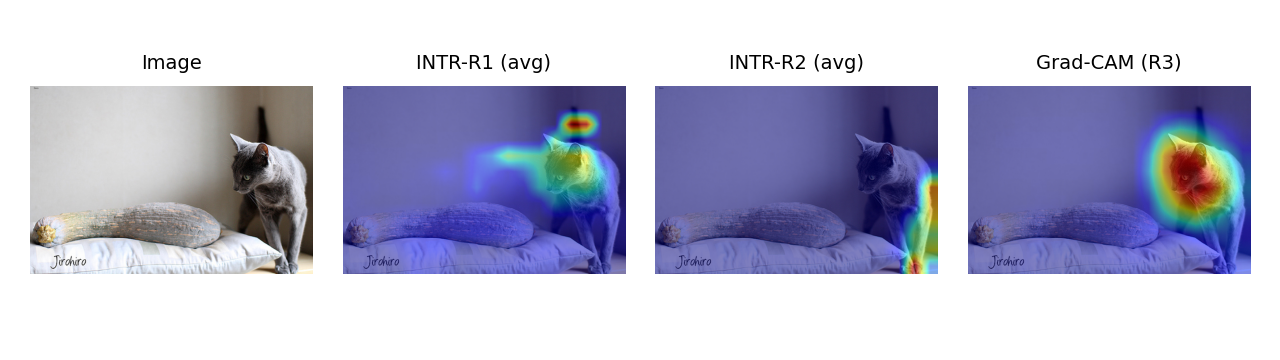 Image
INTR-R1 (avg)
INTR-R2 (avg)
Grad-CAM (R3)
Jirohiro
Jirohiro
Jirohiro
Jirohiro